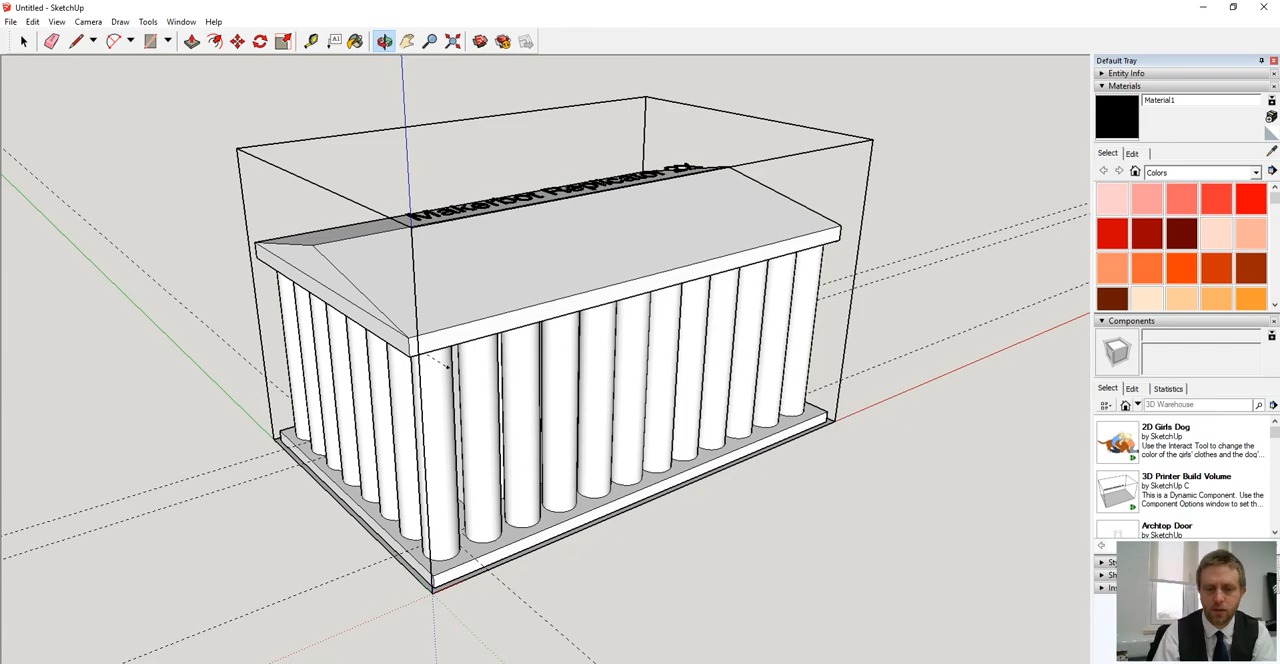 Untitled - SketchUp
File Edit View Camera Draw Tools Window Help
Default Tray
Entity Info
Materials
Material1
Select Edit
Colors
Makerbot Replicator 2X
Components
Select Edit Statistics
3D Warehouse
2D Girls Dog
by SketchUp
Use the Interact Tool to change
the color of the girls' clothes and the dog'...
3D Printer Build Volume
by SketchUp C
This is a Dynamic Component. Use the
Component Options window to set th...
Archtop Door
by SketchUp